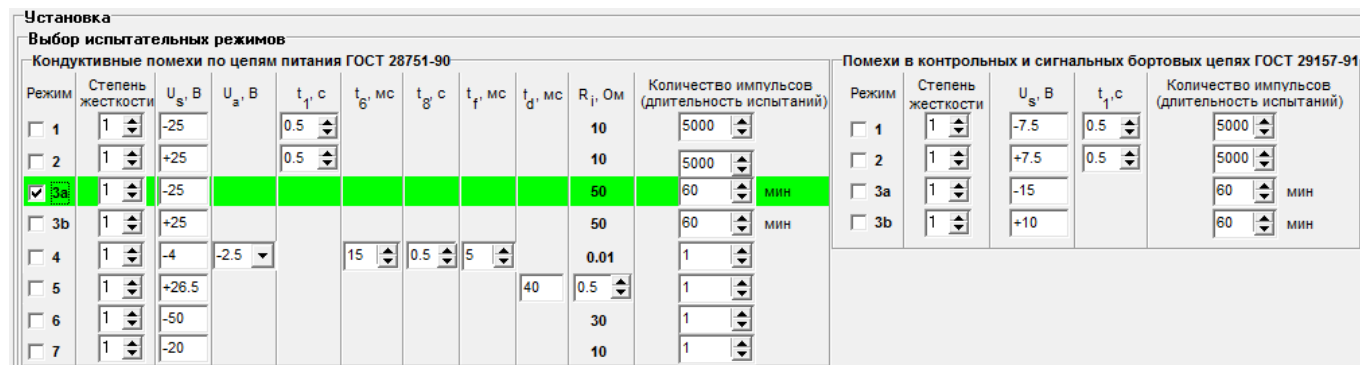 Установка
Выбор испытательных режимов
Кондуктивные помехи по цепям питания ГОСТ 28751-90
Режим Степень жесткости U_s, В U_a, В t_1, с t_6, мс t_8, с t_f, мс t_d, мс R_i, Ом Количество импульсов (длительность испытаний)
1 1 -25 0.5 10 5000
2 1 +25 0.5 10 5000
3a 1 -25 50 60 мин
3b 1 +25 50 60 мин
4 1 -4 -2.5 15 0.5 5 0.01 1
5 1 +26.5 40 0.5 1
6 1 -50 30 1
7 1 -20 10 1
Помехи в контрольных и сигнальных бортовых цепях ГОСТ 29157-91
Режим Степень жесткости U_s, В t_1,с Количество импульсов (длительность испытаний)
1 1 -7.5 0.5 5000
2 1 +7.5 0.5 5000
3a 1 -15 60 мин
3b 1 +10 60 мин